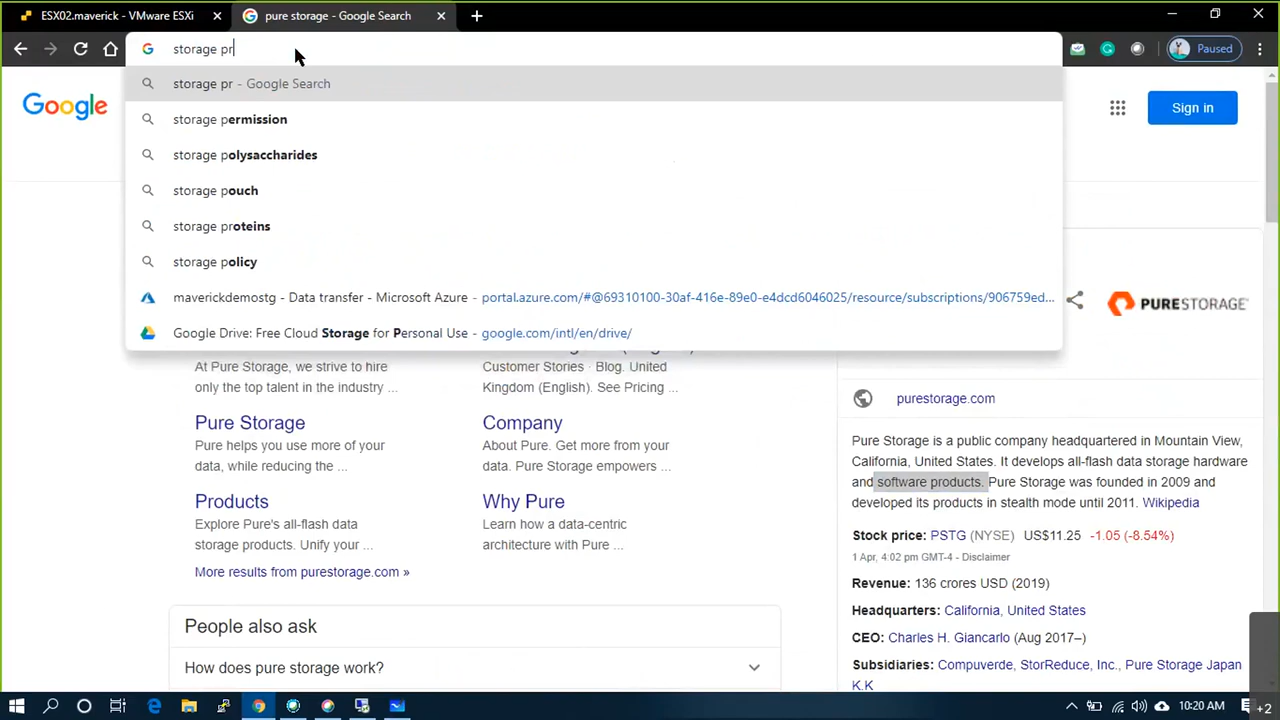 ESX02.maverick - VMware ESXi
pure storage - Google Search
storage pr
Paused
storage pr - Google Search
storage permission
storage polysaccharides
storage pouch
storage proteins
storage policy
maverickdemostg - Data transfer - Microsoft Azure - portal.azure.com/#@69310100-30af-416e-89e0-e4dcd6046025/resource/subscriptions/906759ed...
Google Drive: Free Cloud Storage for Personal Use - google.com/intl/en/drive/
Google
Sign in
PURESTORAGE
At Pure Storage, we strive to hire
only the top talent in the industry ...
Customer Stories · Blog. United
Kingdom (English). See Pricing ...
Pure Storage
Pure helps you use more of your
data, while reducing the ...
Company
About Pure. Get more from your
data. Pure Storage empowers ...
Products
Explore Pure's all-flash data
storage products. Unify your ...
Why Pure
Learn how a data-centric
architecture with Pure ...
More results from purestorage.com »
People also ask
How does pure storage work?
purestorage.com
Pure Storage is a public company headquartered in Mountain View,
California, United States. It develops all-flash data storage hardware
and software products. Pure Storage was founded in 2009 and
developed its products in stealth mode until 2011. Wikipedia
Stock price: PSTG (NYSE) US$11.25 -1.05 (-8.54%)
1 Apr, 4:02 pm GMT-4 - Disclaimer
Revenue: 136 crores USD (2019)
Headquarters: California, United States
CEO: Charles H. Giancarlo (Aug 2017–)
Subsidiaries: Compuverde, StorReduce, Inc., Pure Storage Japan
K.K
10:20 AM
+2